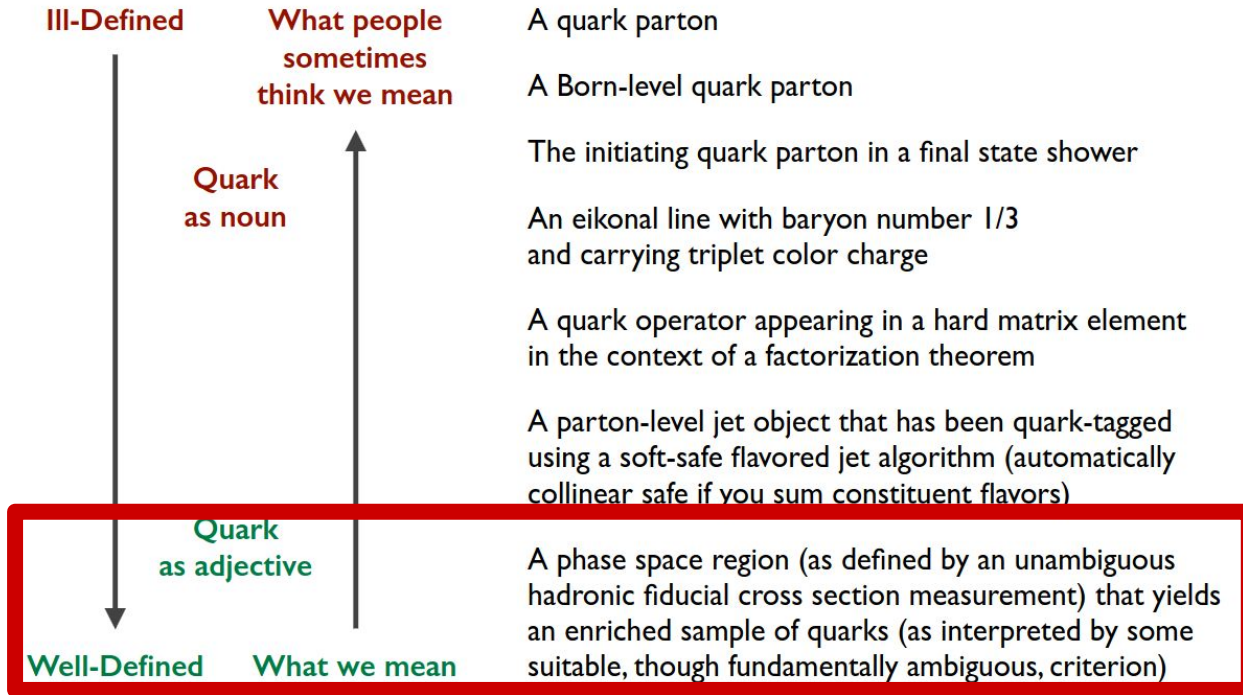 Ill-Defined
What people
sometimes
think we mean
Quark
as noun
Quark
as adjective
Well-Defined
What we mean
A quark parton
A Born-level quark parton
The initiating quark parton in a final state shower
An eikonal line with baryon number 1/3
and carrying triplet color charge
A quark operator appearing in a hard matrix element
in the context of a factorization theorem
A parton-level jet object that has been quark-tagged
using a soft-safe flavored jet algorithm (automatically
collinear safe if you sum constituent flavors)
A phase space region (as defined by an unambiguous
hadronic fiducial cross section measurement) that yields
an enriched sample of quarks (as interpreted by some
suitable, though fundamentally ambiguous, criterion)